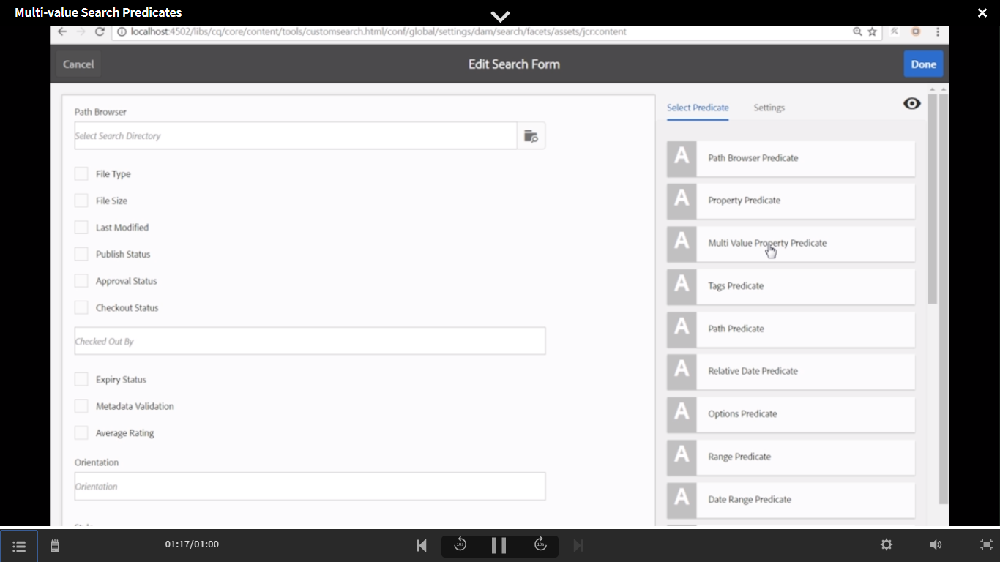 Multi-value Search Predicates
localhost:4502/libs/cq/core/content/tools/customsearch.html/conf/global/settings/dam/search/facets/assets/jcr:content
Cancel
Edit Search Form
Done
Path Browser
Select Search Directory
File Type
File Size
Last Modified
Publish Status
Approval Status
Checkout Status
Checked Out By
Expiry Status
Metadata Validation
Average Rating
Orientation
Orientation
Select Predicate
Settings
A
Path Browser Predicate
A
Property Predicate
A
Multi Value Property Predicate
A
Tags Predicate
A
Path Predicate
A
Relative Date Predicate
A
Options Predicate
A
Range Predicate
A
Date Range Predicate
01:17/01:00
10s
10s